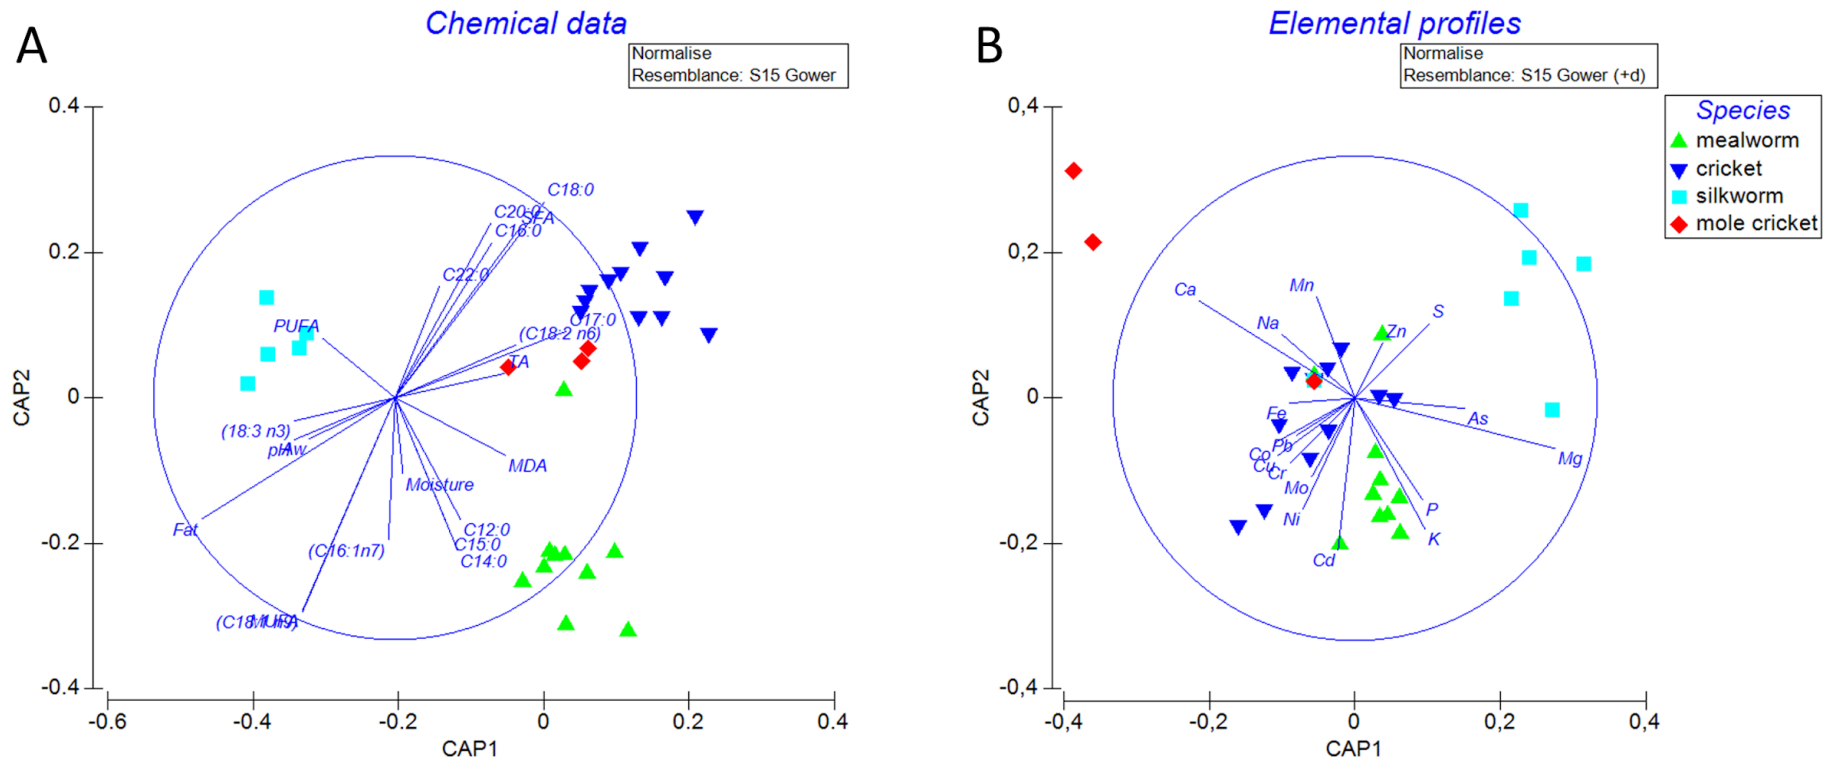 A
Chemical data
Normalise
Resemblance: S15 Gower
0.4
0.2
0
-0.2
-0.4
CAP2
-0.6
-0.4
-0.2
0
0.2
0.4
CAP1
C18:0
C20:0
SFA
C16:0
C22:0
C17:0
(C18:2 n6)
TA
PUFA
(18:3 n3)
Fat
MDA
Moisture
C12:0
C15:0
C14:0
(C16:1n7)
(C18:1 n9)
MUFA
B
Elemental profiles
Normalise
Resemblance: S15 Gower (+d)
Species
mealworm
cricket
silkworm
mole cricket
0,4
0,2
0
-0,2
-0,4
CAP2
-0,4
-0,2
0
0,2
0,4
CAP1
Ca
Mn
S
Na
Zn
Fe
As
Pb
Co
Cu
Cr
Mg
Mo
P
Ni
K
Cd